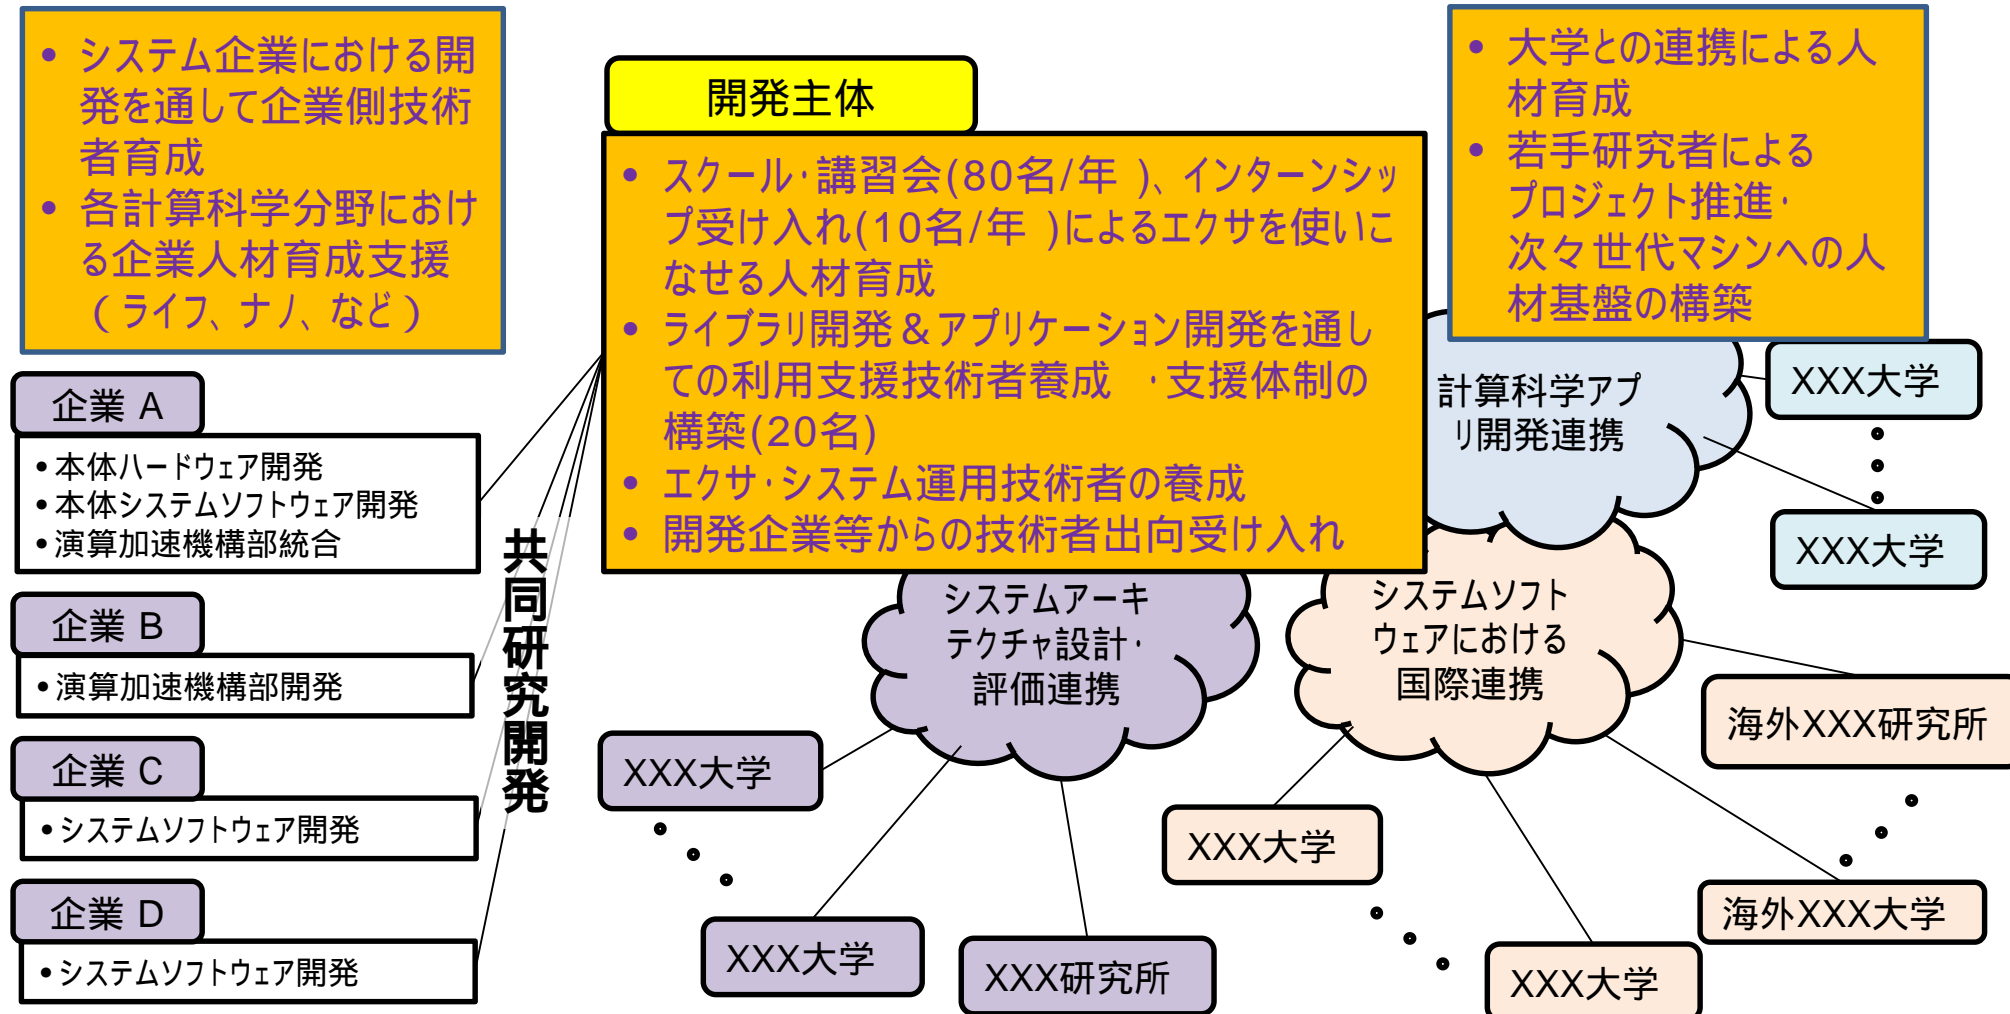 • システム企業における開
発を通して企業側技術
者育成
• 各計算科学分野におけ
る企業人材育成支援
（ライフ、ナノ、など）
開発主体
• スクール・講習会(80名/年 )、インターンシッ
プ受け入れ(10名/年 )によるエクサを使いこ
なせる人材育成
• ライブラリ開発＆アプリケーション開発を通し
ての利用支援技術者養成 ・支援体制の
構築(20名)
• エクサ・システム運用技術者の養成
• 開発企業等からの技術者出向受け入れ
• 大学との連携による人
材育成
• 若手研究者による
プロジェクト推進・
次々世代マシンへの人
材基盤の構築
企業 A
• 本体ハードウェア開発
• 本体システムソフトウェア開発
• 演算加速機構部統合
企業 B
• 演算加速機構部開発
企業 C
• システムソフトウェア開発
企業 D
• システムソフトウェア開発
共同研究開発
計算科学アプ
リ開発連携
XXX大学
XXX大学
システムアーキ
テクチャ設計・
評価連携
XXX大学
XXX大学
XXX研究所
システムソフト
ウェアにおける
国際連携
海外XXX研究所
XXX大学
海外XXX大学
XXX大学